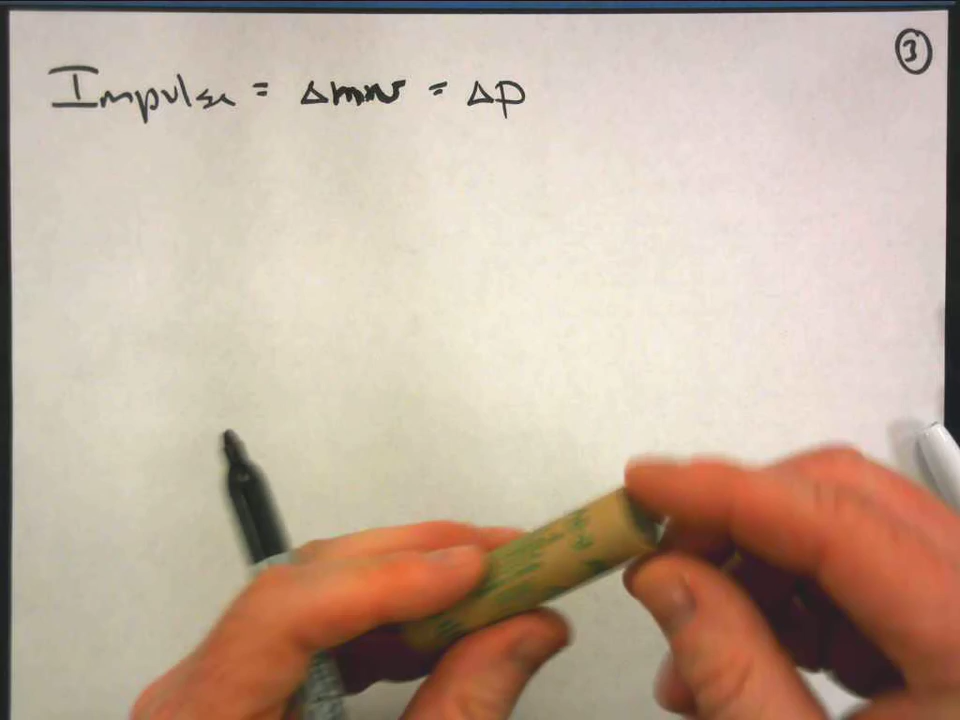 ③
Impulse = Δmv = Δp